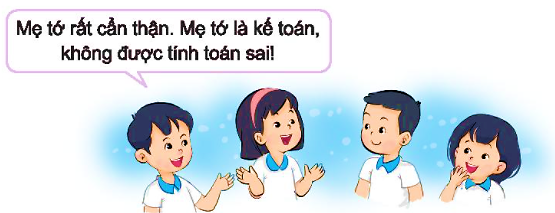 Mẹ tớ rất cẩn thận. Mẹ tớ là kế toán,
không được tính toán sai!